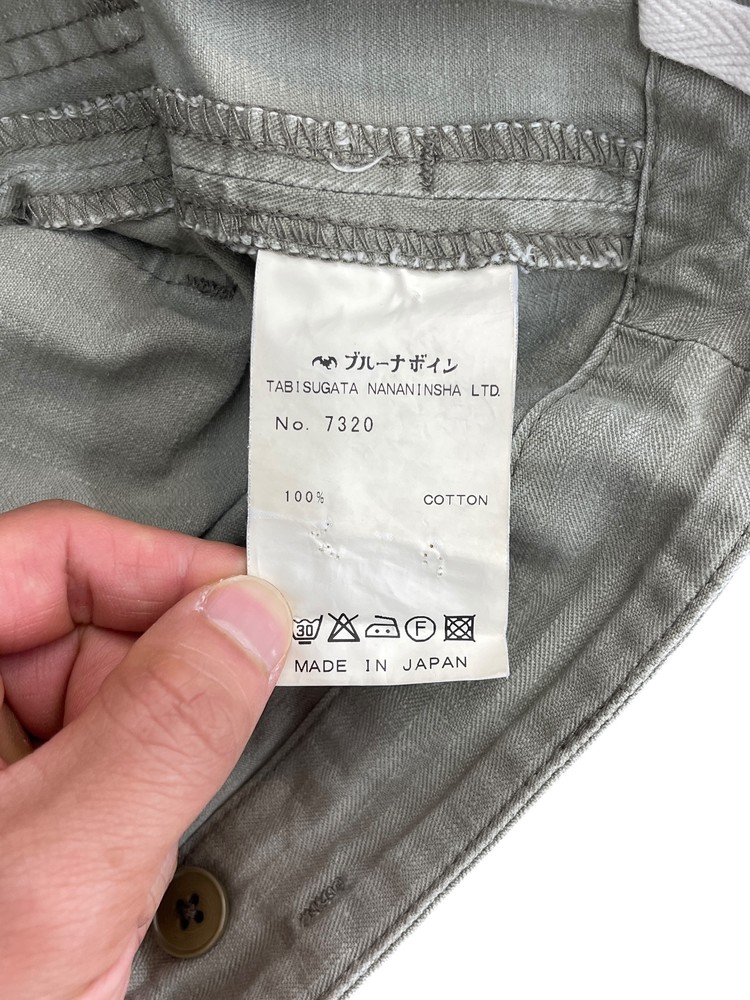 ブルーナボイン
TABISUGATA NANANINSHA LTD.
No. 7320
100% COTTON
30
F
MADE IN JAPAN